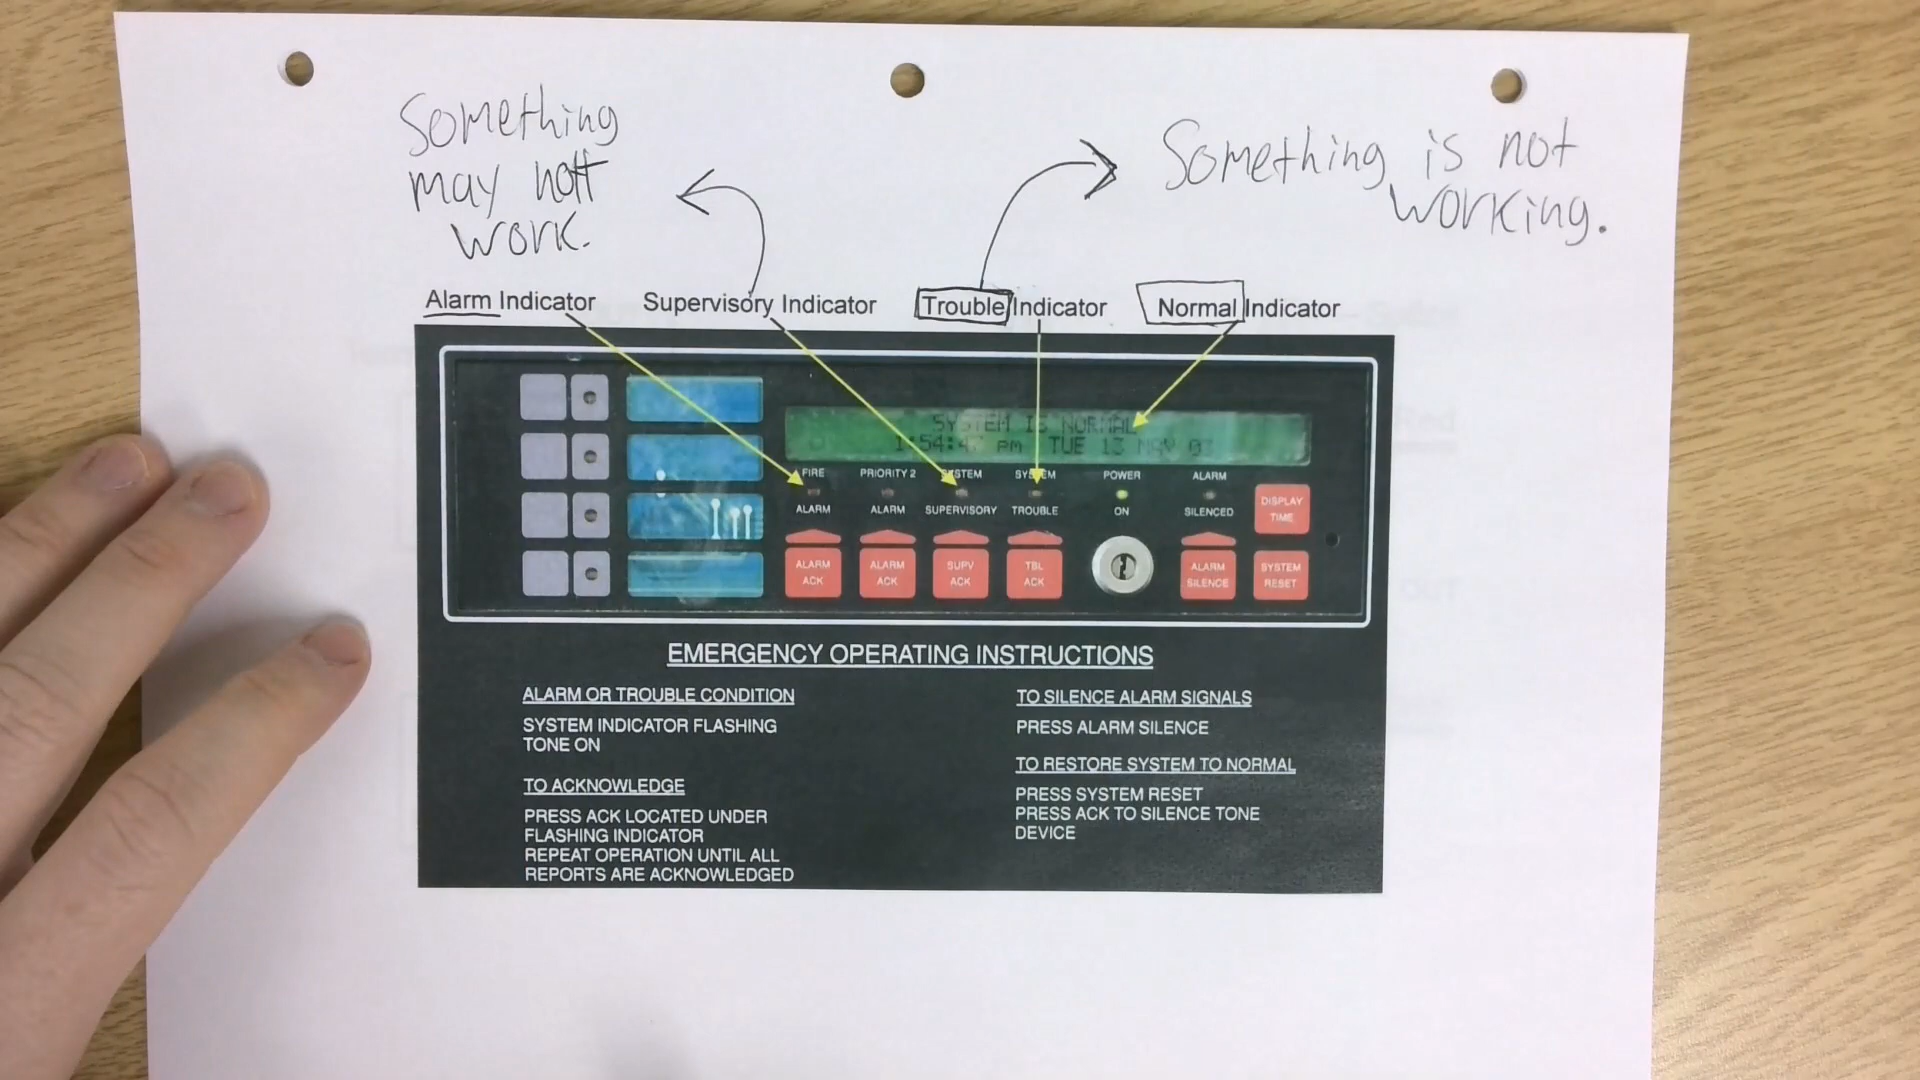 Something
may not
work.
Something is not
working.
Alarm Indicator
Supervisory Indicator
Trouble Indicator
Normal Indicator
SYSTEM IS NORMAL
pm TUE 13 MAY
FIRE
ALARM
PRIORITY 2
ALARM
SYSTEM
SUPERVISORY
SYSTEM
TROUBLE
POWER
ON
ALARM
SILENCED
DISPLAY
TIME
ALARM
ACK
ALARM
ACK
SUPV
ACK
TBL
ACK
ALARM
SILENCE
SYSTEM
RESET
EMERGENCY OPERATING INSTRUCTIONS
ALARM OR TROUBLE CONDITION
SYSTEM INDICATOR FLASHING
TONE ON
TO ACKNOWLEDGE
PRESS ACK LOCATED UNDER
FLASHING INDICATOR
REPEAT OPERATION UNTIL ALL
REPORTS ARE ACKNOWLEDGED
TO SILENCE ALARM SIGNALS
PRESS ALARM SILENCE
TO RESTORE SYSTEM TO NORMAL
PRESS SYSTEM RESET
PRESS ACK TO SILENCE TONE
DEVICE